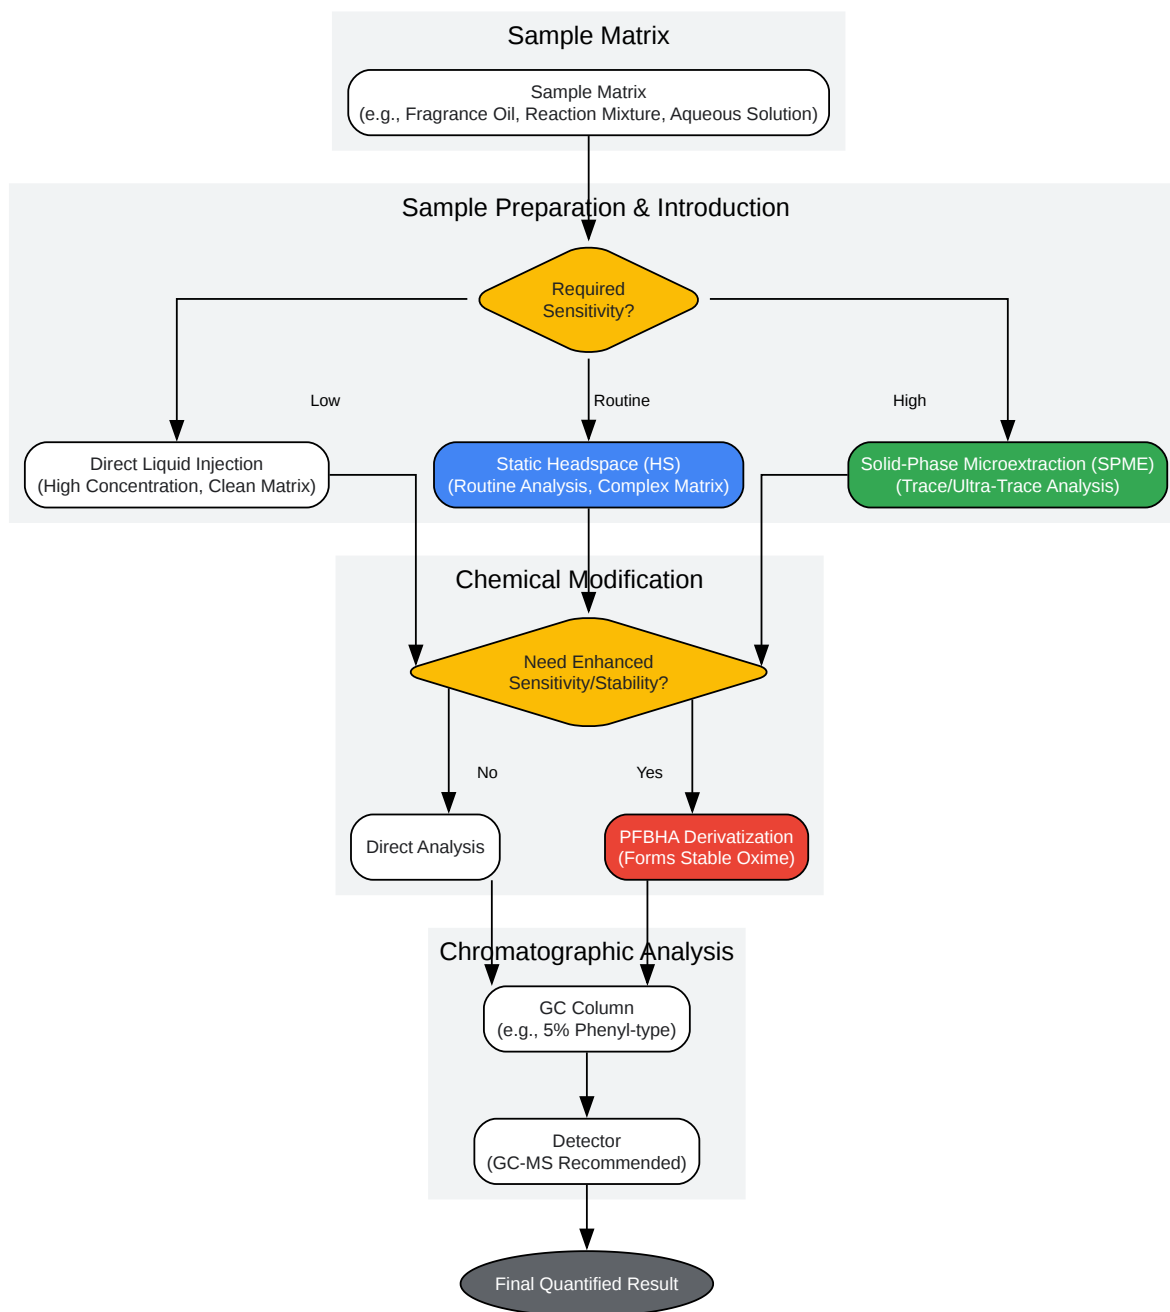 Sample Matrix
Sample Matrix
(e.g., Fragrance Oil, Reaction Mixture, Aqueous Solution)
Sample Preparation & Introduction
Required
Sensitivity?
Low
Routine
High
Direct Liquid Injection
(High Concentration, Clean Matrix)
Static Headspace (HS)
(Routine Analysis, Complex Matrix)
Solid-Phase Microextraction (SPME)
(Trace/Ultra-Trace Analysis)
Chemical Modification
Need Enhanced
Sensitivity/Stability?
No
Yes
Direct Analysis
PFBHA Derivatization
(Forms Stable Oxime)
Chromatographic Analysis
GC Column
(e.g., 5% Phenyl-type)
Detector
(GC-MS Recommended)
Final Quantified Result